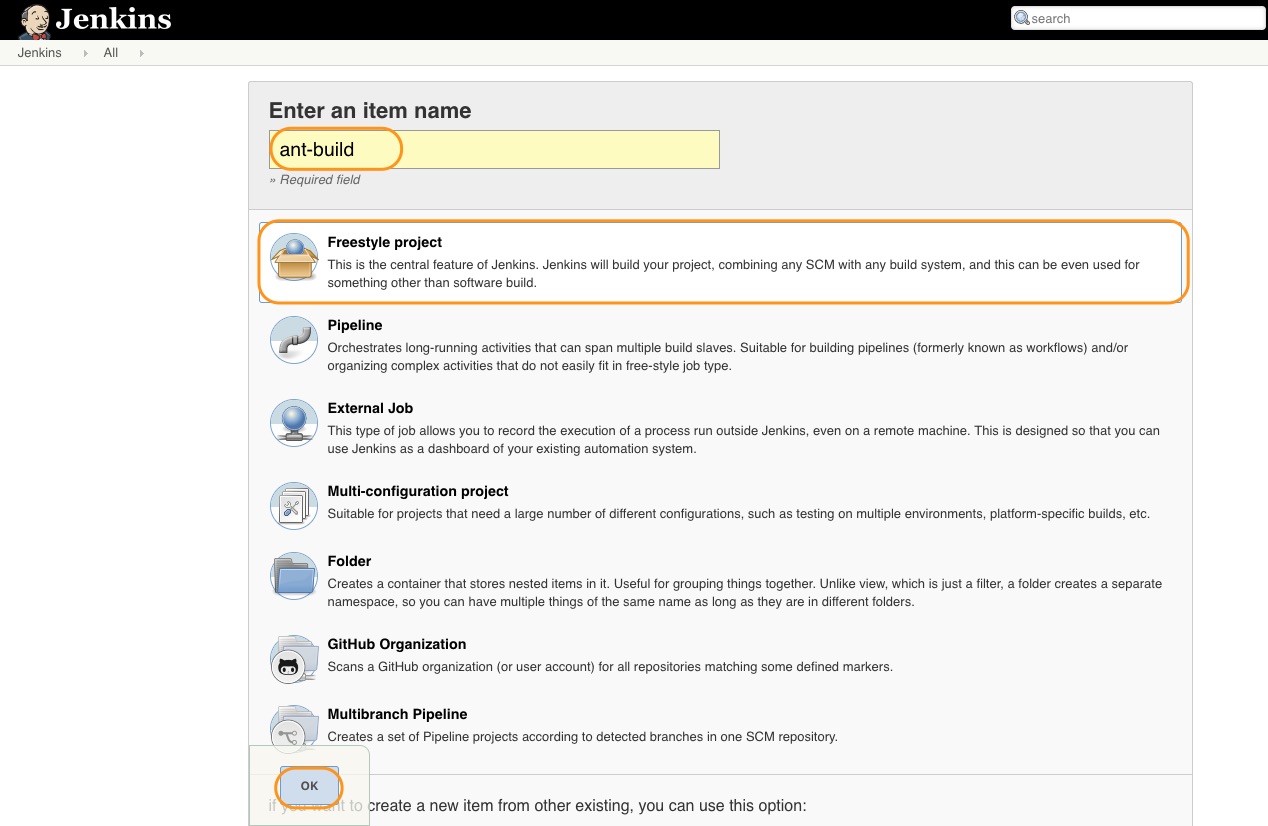 Jenkins
search
Jenkins All
Enter an item name
ant-build
» Required field
Freestyle project
This is the central feature of Jenkins. Jenkins will build your project, combining any SCM with any build system, and this can be even used for
something other than software build.
Pipeline
Orchestrates long-running activities that can span multiple build slaves. Suitable for building pipelines (formerly known as workflows) and/or
organizing complex activities that do not easily fit in free-style job type.
External Job
This type of job allows you to record the execution of a process run outside Jenkins, even on a remote machine. This is designed so that you can
use Jenkins as a dashboard of your existing automation system.
Multi-configuration project
Suitable for projects that need a large number of different configurations, such as testing on multiple environments, platform-specific builds, etc.
Folder
Creates a container that stores nested items in it. Useful for grouping things together. Unlike view, which is just a filter, a folder creates a separate
namespace, so you can have multiple things of the same name as long as they are in different folders.
GitHub Organization
Scans a GitHub organization (or user account) for all repositories matching some defined markers.
Multibranch Pipeline
Creates a set of Pipeline projects according to detected branches in one SCM repository.
OK
if you want to create a new item from other existing, you can use this option: